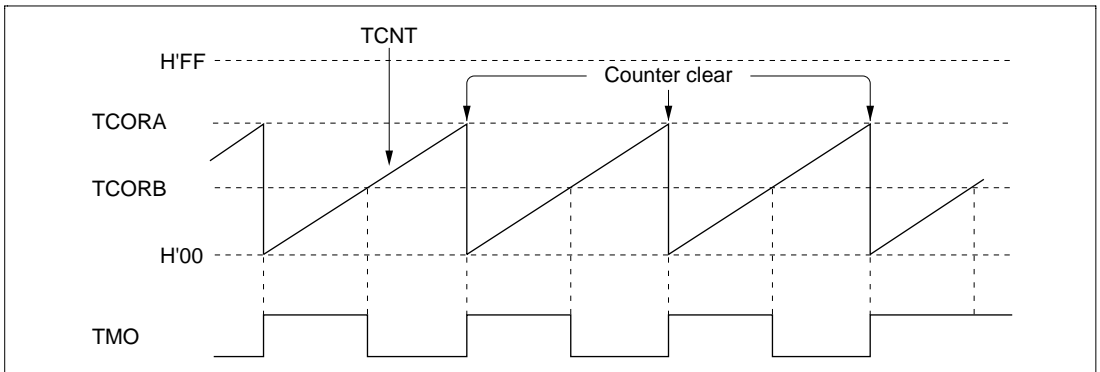 TCNT
H'FF
Counter clear
TCORA
TCORB
H'00
TMO